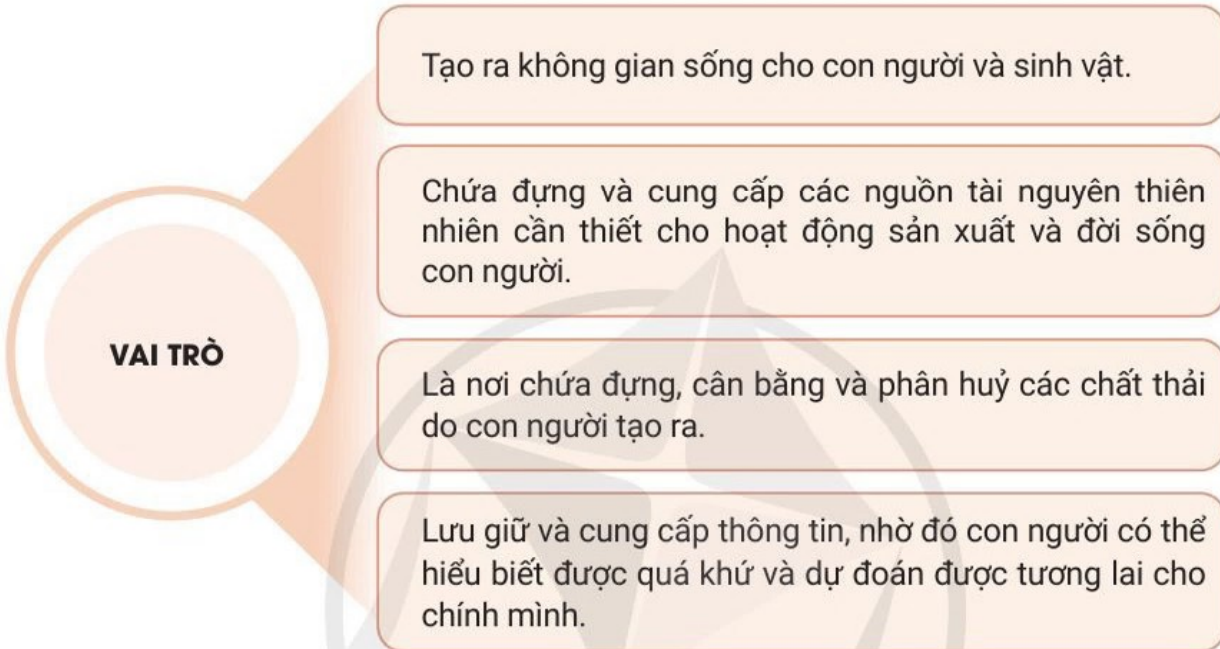 Tạo ra không gian sống cho con người và sinh vật.
Chứa đựng và cung cấp các nguồn tài nguyên thiên
nhiên cần thiết cho hoạt động sản xuất và đời sống
con người.
VAI TRÒ
Là nơi chứa đựng, cân bằng và phân huỷ các chất thải
do con người tạo ra.
Lưu giữ và cung cấp thông tin, nhờ đó con người có thể
hiểu biết được quá khứ và dự đoán được tương lai cho
chính mình.